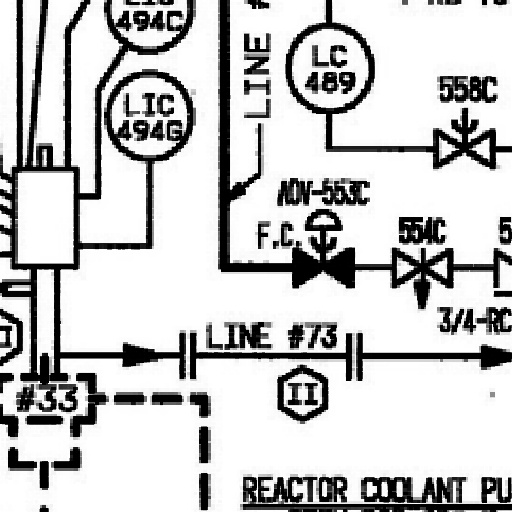 494C
LC
489
LINE #
558C
LIC
494G
AOV-553C
F.C.
554C
3/4-RC
LINE #73
II
#33
REACTOR COOLANT PU